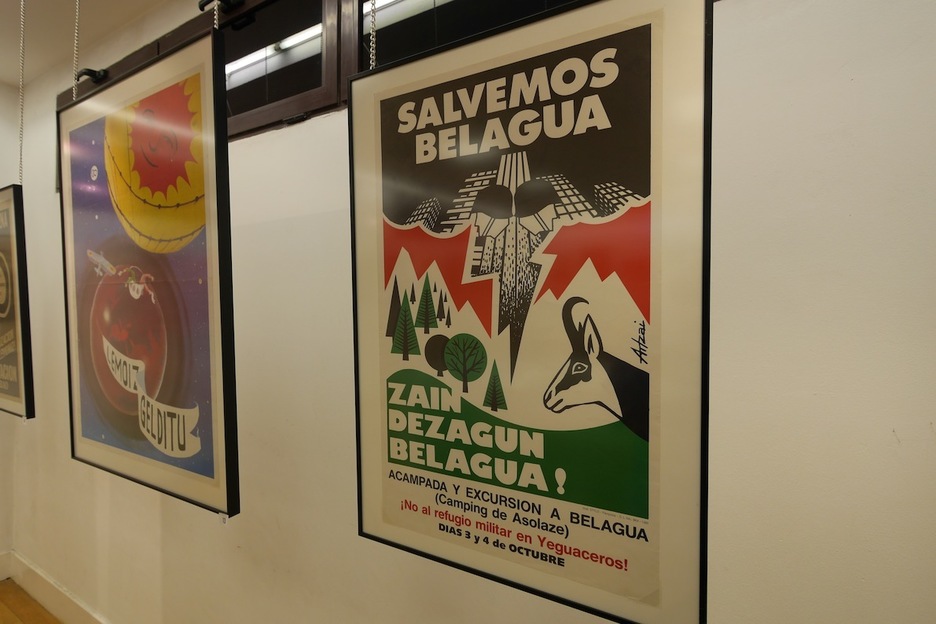 LEMOIZ
GELDITU
SALVEMOS
BELAGUA
Artzai
ZAIN
DEZAGUN
BELAGUA!
ACAMPADA Y EXCURSION A BELAGUA
(Camping de Asolaze)
¡No al refugio militar en Yeguaceros!
DIAS 3 y 4 de OCTUBRE